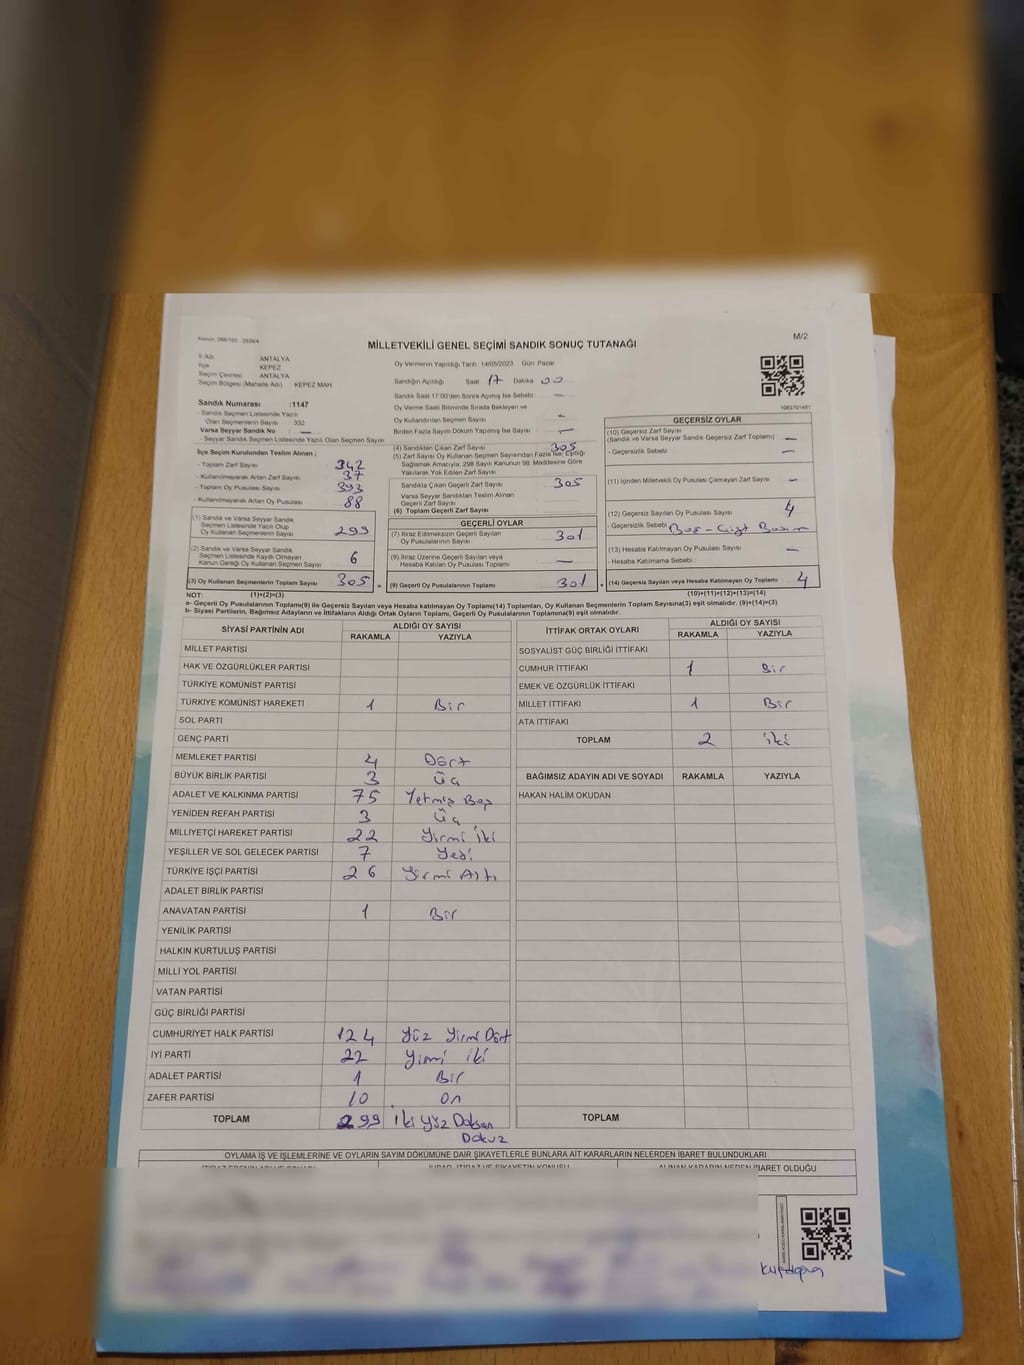 MİLLETVEKİLİ GENEL SEÇİMİ SANDIK SONUÇ TUTANAĞI
M/2
İl Adı ANTALYA
İlçe KEPEZ
Seçim Çevresi ANTALYA
Seçim Bölgesi (Mahalle Adı) KEPEZ MAH.
Sandık Numarası :1147
- Sandık Seçmen Listesinde Yazılı
Olan Seçmenlerin Sayısı 332
Varsa Seyyar Sandık No : —
- Seyyar Sandık Seçmen Listesinde Yazılı Olan Seçmen Sayısı
İlçe Seçim Kurulundan Teslim Alınan ;
- Toplam Zarf Sayısı 342
- Kullanılmayarak Artan Zarf Sayısı 37
- Toplam Oy Pusulası Sayısı 393
- Kullanılmayarak Artan Oy Pusulası 88
(1) Sandık ve Varsa Seyyar Sandık
Seçmen Listesinde Yazılı Olup
Oy Kullanan Seçmenlerin Sayısı 299
(2) Sandık ve Varsa Seyyar Sandık
Seçmen Listesinde Kayıtlı Olmayan
Kanun Gereği Oy Kullanan Seçmen Sayısı 6
(3) Oy Kullanan Seçmenlerin Toplam Sayısı 305 =
Oy Vermenin Yapıldığı Tarih :14/05/2023 Gün: Pazar
Sandığın Açıldığı Saat 17 Dakika 00
Sandık Saat 17:00'den Sonra Açılmış İse Sebebi : —
Oy Verme Saati Bitiminde Sırada Bekleyen ve
Oy Kullandırılan Seçmen Sayısı —
Birden Fazla Sayım Döküm Yapılmış İse Sayısı —
(4) Sandıktan Çıkan Zarf Sayısı 305
(5) Zarf Sayısı Oy Kullanan Seçmen Sayısından Fazla İse; Eşitliği
Sağlamak Amacıyla, 298 Sayılı Kanunun 98. Maddesine Göre
Yakılarak Yok Edilen Zarf Sayısı
Sandıkta Çıkan Geçerli Zarf Sayısı 305
Varsa Seyyar Sandıktan Teslim Alınan
Geçerli Zarf Sayısı
(6) Toplam Geçerli Zarf Sayısı
GEÇERLİ OYLAR
(7) İtiraz Edilmeksizin Geçerli Sayılan
Oy Pusulalarının Sayısı 301
(8) İtiraz Üzerine Geçerli Sayılan veya
Hesaba Katılan Oy Pusulası Toplamı —
(9) Geçerli Oy Pusulalarının Toplamı 301 +
1083701481
GEÇERSİZ OYLAR
(10) Geçersiz Zarf Sayısı
(Sandık ve Varsa Seyyar Sandık Geçersiz Zarf Toplamı) —
- Geçersizlik Sebebi : —
(11) İçinden Milletvekili Oy Pusulası Çıkmayan Zarf Sayısı —
(12) Geçersiz Sayılan Oy Pusulası Sayısı 4
- Geçersizlik Sebebi : Boş - Çift Basım
(13) Hesaba Katılmayan Oy Pusulası Sayısı —
- Hesaba Katılmama Sebebi :
(14) Geçersiz Sayılan veya Hesaba Katılmayan Oy Toplamı 4
NOT: (1)+(2)=(3) (10)+(11)+(12)+(13)=(14)
a- Geçerli Oy Pusulalarının Toplamı(9) ile Geçersiz Sayılan veya Hesaba katılmayan Oy Toplamı(14) Toplamları, Oy Kullanan Seçmenlerin Toplam Sayısına(3) eşit olmalıdır. (9)+(14)=(3)
b- Siyasi Partilerin, Bağımsız Adayların ve İttifakların Aldığı Ortak Oyların Toplamı, Geçerli Oy Pusulalarının Toplamına(9) eşit olmalıdır.
SİYASİ PARTİNİN ADI ALDIĞI OY SAYISI
RAKAMLA YAZIYLA
MİLLET PARTİSİ
HAK VE ÖZGÜRLÜKLER PARTİSİ
TÜRKİYE KOMÜNİST PARTİSİ
TÜRKİYE KOMÜNİST HAREKETİ 1 Bir
SOL PARTİ
GENÇ PARTİ
MEMLEKET PARTİSİ 4 Dört
BÜYÜK BİRLİK PARTİSİ 3 Üç
ADALET VE KALKINMA PARTİSİ 75 Yetmiş Beş
YENİDEN REFAH PARTİSİ 3 Üç
MİLLİYETÇİ HAREKET PARTİSİ 22 Yirmi İki
YEŞİLLER VE SOL GELECEK PARTİSİ 7 Yedi
TÜRKİYE İŞÇİ PARTİSİ 26 Yirmi Altı
ADALET BİRLİK PARTİSİ
ANAVATAN PARTİSİ 1 Bir
YENİLİK PARTİSİ
HALKIN KURTULUŞ PARTİSİ
MİLLİ YOL PARTİSİ
VATAN PARTİSİ
GÜÇ BİRLİĞİ PARTİSİ
CUMHURİYET HALK PARTİSİ 124 Yüz Yirmi Dört
İYİ PARTİ 22 Yirmi iki
ADALET PARTİSİ 1 Bir
ZAFER PARTİSİ 10 On
TOPLAM 299 İki Yüz Doksan
Dokuz
İTTİFAK ORTAK OYLARI ALDIĞI OY SAYISI
RAKAMLA YAZIYLA
SOSYALİST GÜÇ BİRLİĞİ İTTİFAKI
CUMHUR İTTİFAKI 1 Bir
EMEK VE ÖZGÜRLÜK İTTİFAKI
MİLLET İTTİFAKI 1 Bir
ATA İTTİFAKI
TOPLAM 2 iki
BAĞIMSIZ ADAYIN ADI VE SOYADI RAKAMLA YAZIYLA
HAKAN HALİM OKUDAN
TOPLAM
OYLAMA İŞ VE İŞLEMLERİNE VE OYLARIN SAYIM DÖKÜMÜNE DAİR ŞİKAYETLERLE BUNLARA AİT KARARLARIN NELERDEN İBARET BULUNDUKLARI
ALINAN KARARIN NEDEN İBARET OLDUĞU